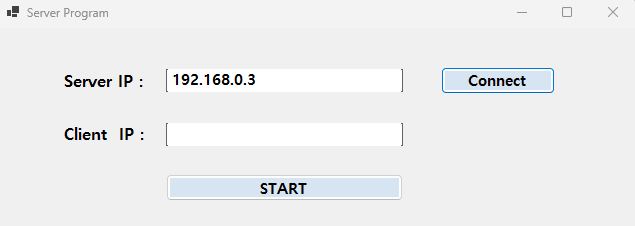 Server Program
Server IP : 192.168.0.3 Connect
Client IP :
START